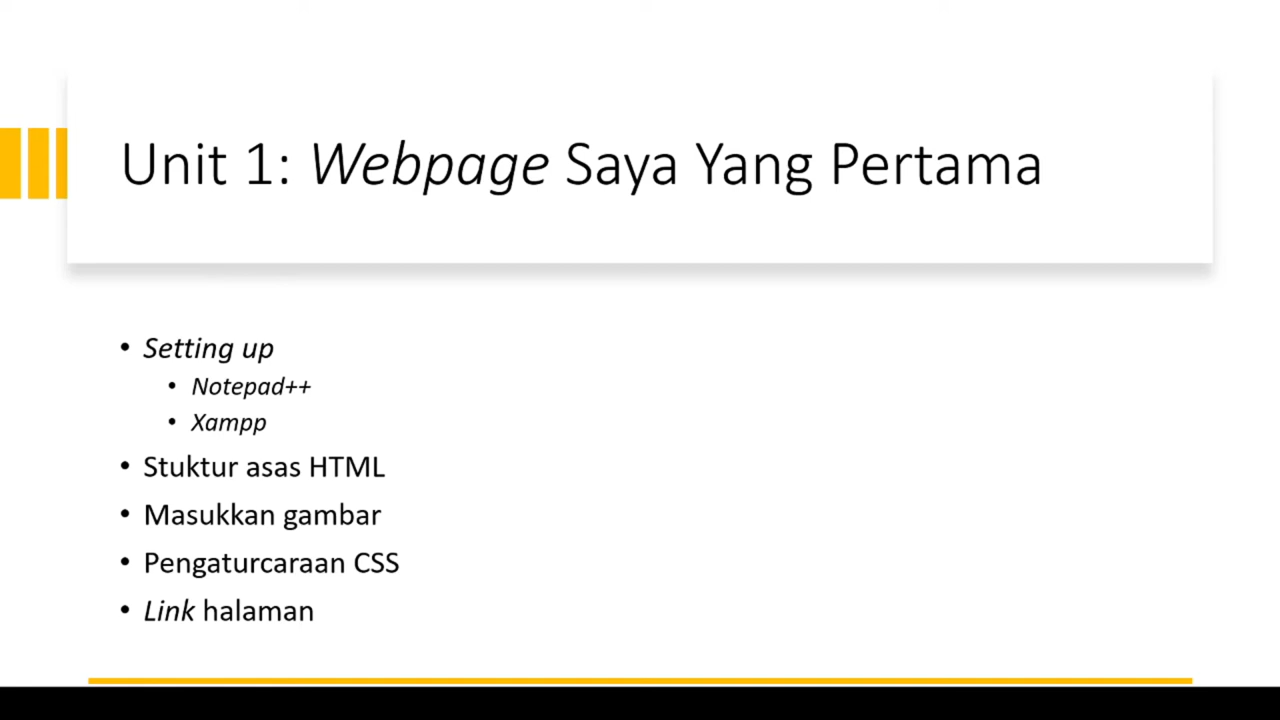 Unit 1: Webpage Saya Yang Pertama
• Setting up
• Notepad++
• Xampp
• Stuktur asas HTML
• Masukkan gambar
• Pengaturcaraan CSS
• Link halaman